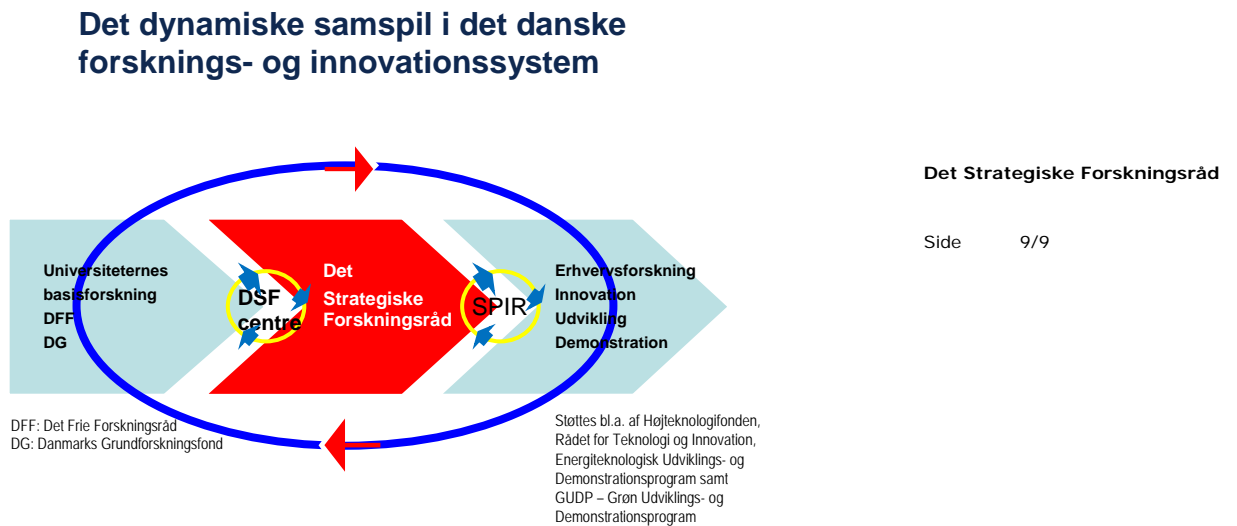 Det dynamiske samspil i det danske
forsknings- og innovationssystem
Det Strategiske Forskningsråd
Side 9/9
Universiteternes
basisforskning
DFF
DG
DSF
centre
Det
Strategiske
Forskningsråd
SPIR
Erhvervsforskning
Innovation
Udvikling
Demonstration
DFF: Det Frie Forskningsråd
DG: Danmarks Grundforskningsfond
Støttes bl.a. af Højteknologifonden,
Rådet for Teknologi og Innovation,
Energiteknologisk Udviklings- og
Demonstrationsprogram samt
GUDP – Grøn Udviklings- og
Demonstrationsprogram